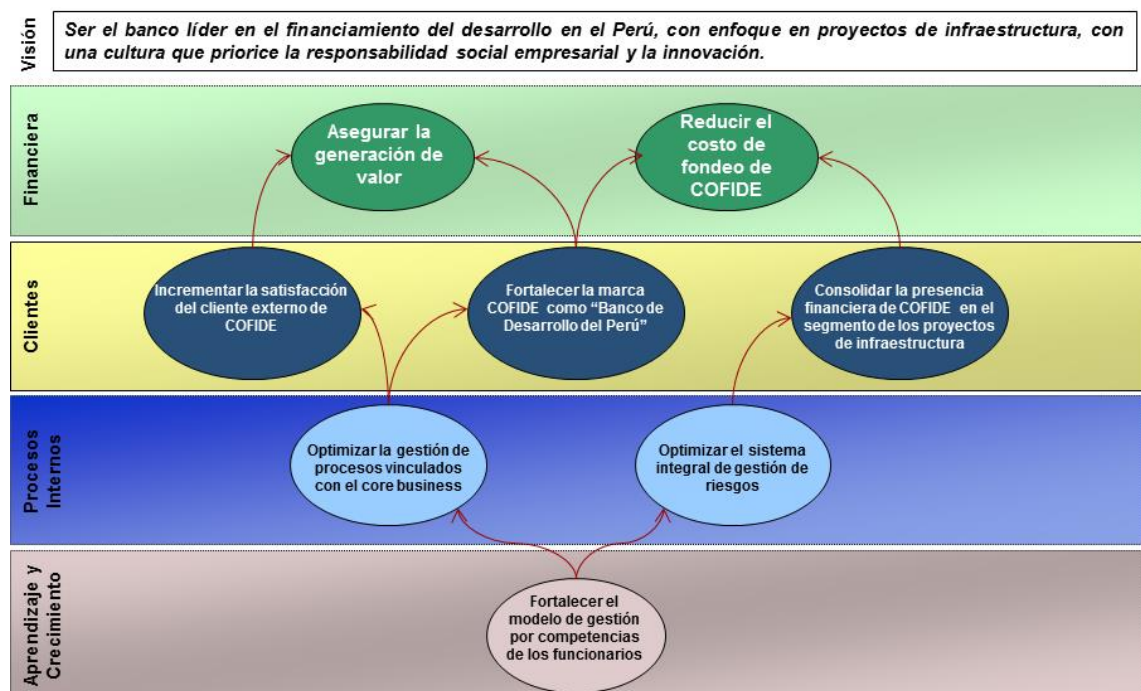 Visión
Ser el banco líder en el financiamiento del desarrollo en el Perú, con enfoque en proyectos de infraestructura, con
una cultura que priorice la responsabilidad social empresarial y la innovación.
Financiera
Asegurar la
generación de
valor
Reducir el
costo de
fondeo de
COFIDE
Clientes
Incrementar la satisfacción
del cliente externo de
COFIDE
Fortalecer la marca
COFIDE como “Banco de
Desarrollo del Perú”
Consolidar la presencia
financiera de COFIDE en el
segmento de los proyectos
de infraestructura
Procesos
Internos
Optimizar la gestión de
procesos vinculados
con el core business
Optimizar el sistema
integral de gestión de
riesgos
Aprendizaje y
Crecimiento
Fortalecer el
modelo de gestión
por competencias
de los funcionarios